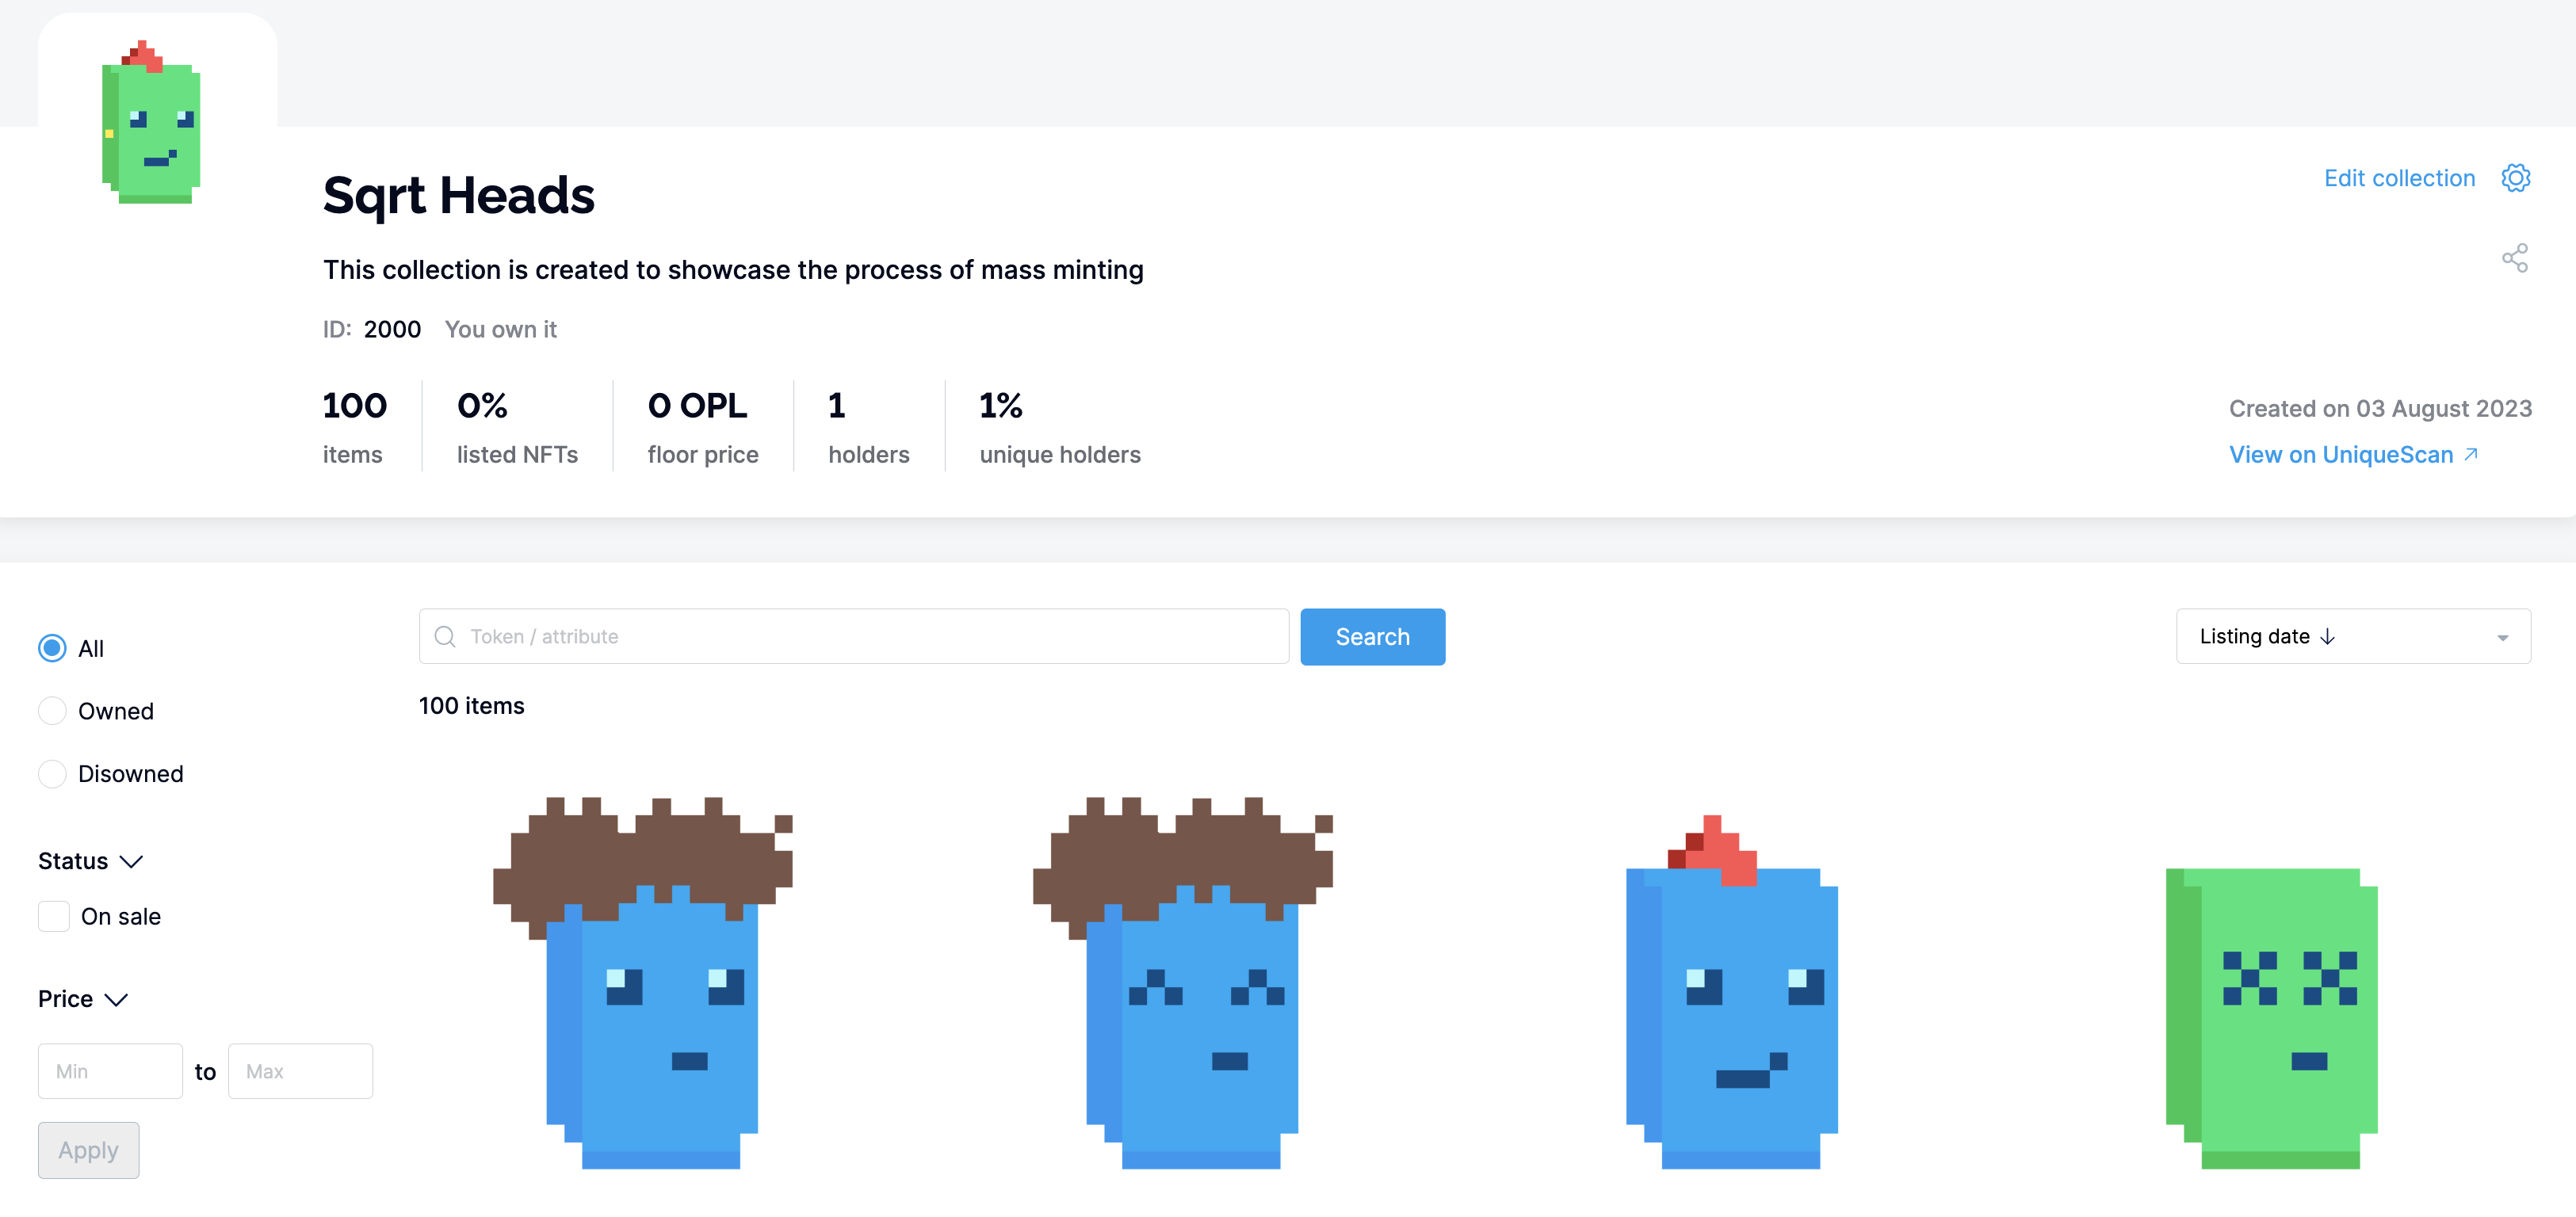 Sqrt Heads
Edit collection
This collection is created to showcase the process of mass minting
ID: 2000 You own it
100 0% 0 OPL 1 1%
items listed NFTs floor price holders unique holders
Created on 03 August 2023
View on UniqueScan ↗
All
Owned
Disowned
Status
On sale
Price
Min to Max
Apply
Token / attribute
Search
Listing date ↓
100 items